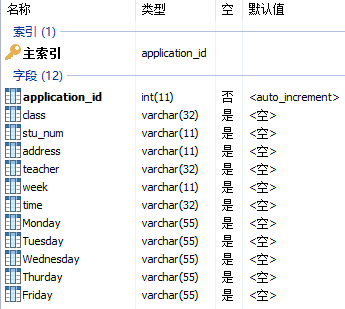 名称 类型 空 默认值
索引 (1)
主索引 application_id
字段 (12)
application_id int(11) 否 <auto_increment>
class varchar(32) 是 <空>
stu_num varchar(11) 是 <空>
address varchar(11) 是 <空>
teacher varchar(32) 是 <空>
week varchar(11) 是 <空>
time varchar(32) 是 <空>
Monday varchar(55) 是 <空>
Tuesday varchar(55) 是 <空>
Wednesday varchar(55) 是 <空>
Thurday varchar(55) 是 <空>
Friday varchar(55) 是 <空>